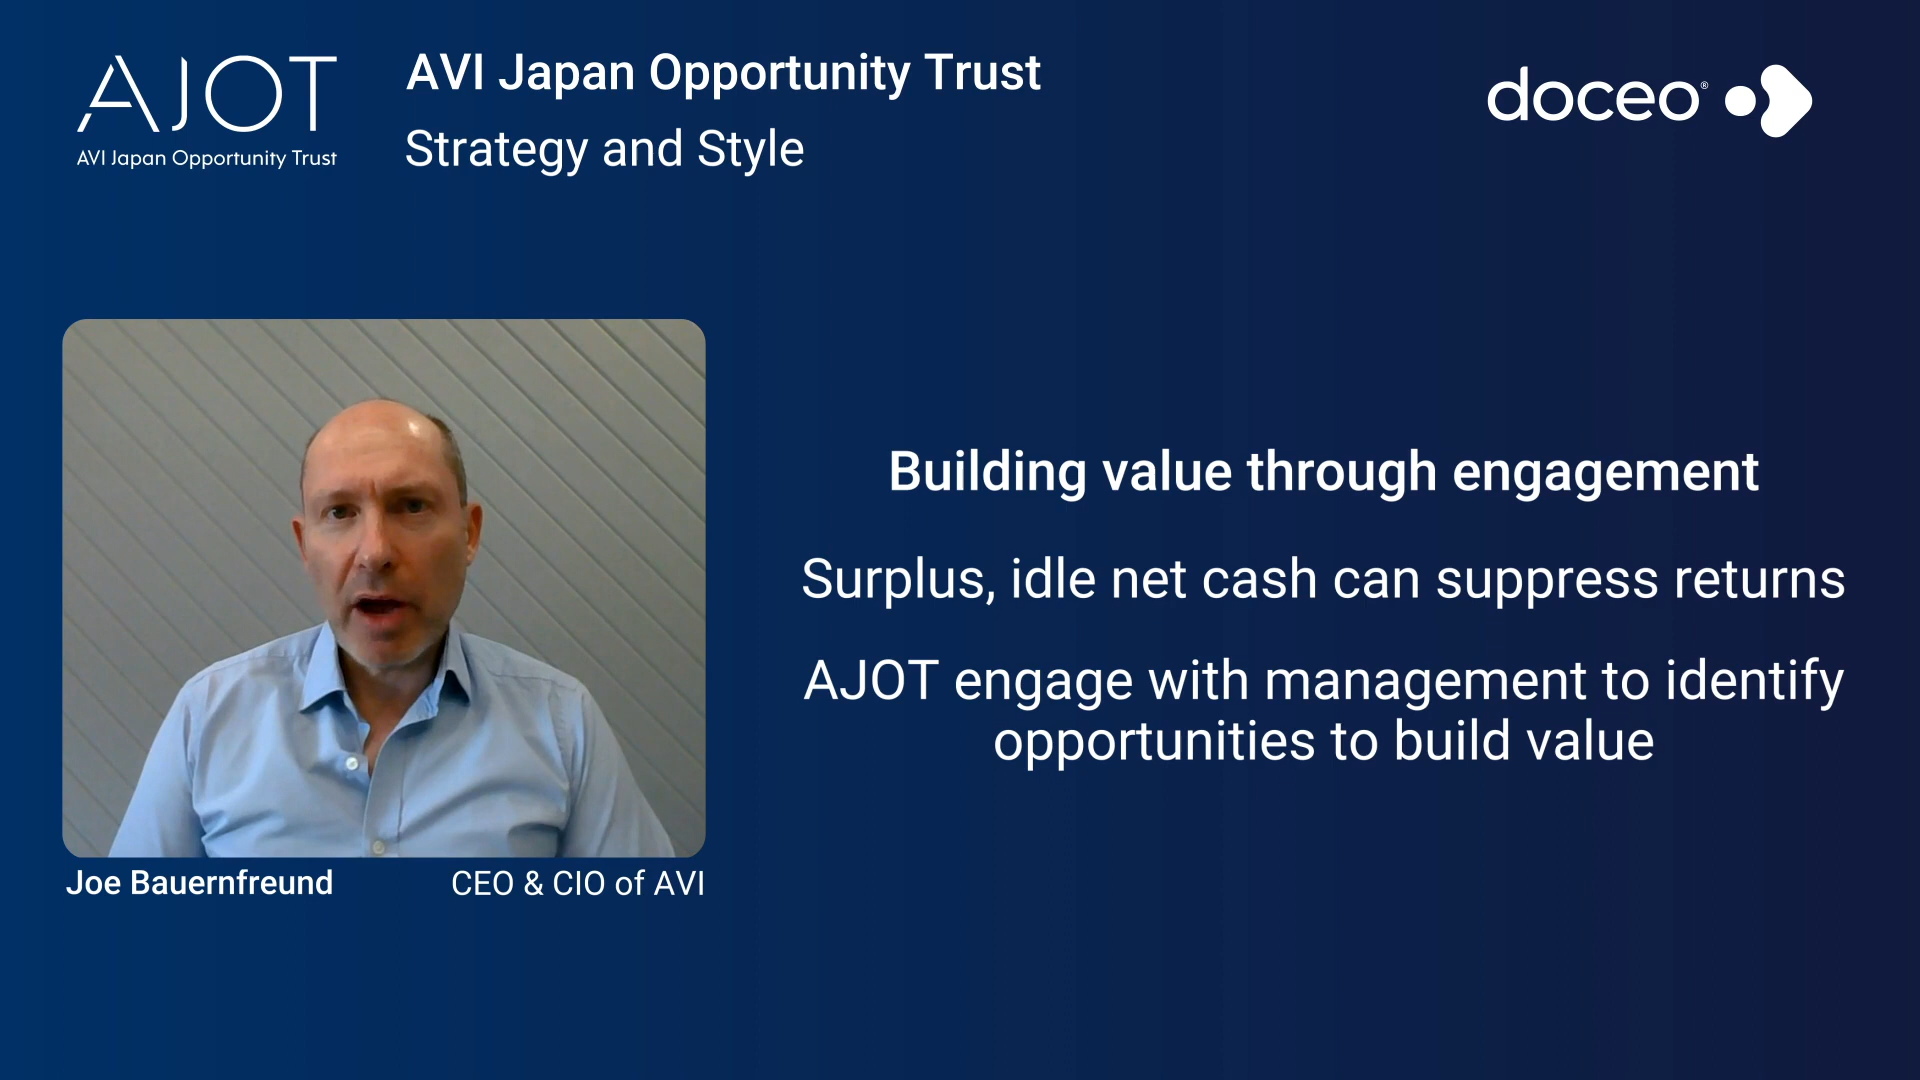 AJOT
AVI Japan Opportunity Trust
AVI Japan Opportunity Trust
Strategy and Style
doceo®
Building value through engagement
Surplus, idle net cash can suppress returns
AJOT engage with management to identify
opportunities to build value
Joe Bauernfreund
CEO & CIO of AVI